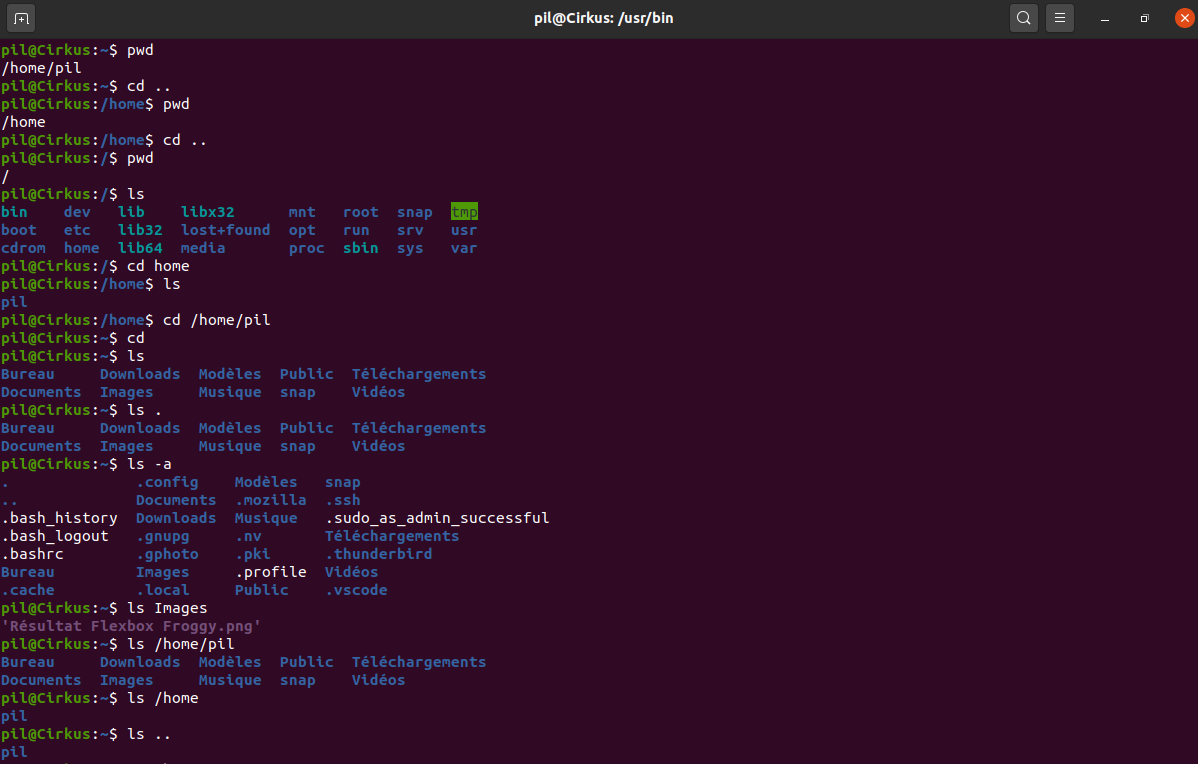 pil@Cirkus: /usr/bin
pil@Cirkus:~$ pwd
/home/pil
pil@Cirkus:~$ cd ..
pil@Cirkus:/home$ pwd
/home
pil@Cirkus:/home$ cd ..
pil@Cirkus:/$ pwd
/
pil@Cirkus:/$ ls
bin    dev   lib    libx32      mnt   root  snap  tmp
boot   etc   lib32  lost+found  opt   run   srv   usr
cdrom  home  lib64  media       proc  sbin  sys   var
pil@Cirkus:/$ cd home
pil@Cirkus:/home$ ls
pil
pil@Cirkus:/home$ cd /home/pil
pil@Cirkus:~$ cd
pil@Cirkus:~$ ls
Bureau     Downloads  Modèles  Public  Téléchargements
Documents  Images     Musique  snap    Vidéos
pil@Cirkus:~$ ls .
Bureau     Downloads  Modèles  Public  Téléchargements
Documents  Images     Musique  snap    Vidéos
pil@Cirkus:~$ ls -a
.              .config    Modèles   snap
..             Documents  .mozilla  .ssh
.bash_history  Downloads  Musique   .sudo_as_admin_successful
.bash_logout   .gnupg     .nv       Téléchargements
.bashrc        .gphoto    .pki      .thunderbird
Bureau         Images     .profile  Vidéos
.cache         .local     Public    .vscode
pil@Cirkus:~$ ls Images
'Résultat Flexbox Froggy.png'
pil@Cirkus:~$ ls /home/pil
Bureau     Downloads  Modèles  Public  Téléchargements
Documents  Images     Musique  snap    Vidéos
pil@Cirkus:~$ ls /home
pil
pil@Cirkus:~$ ls ..
pil